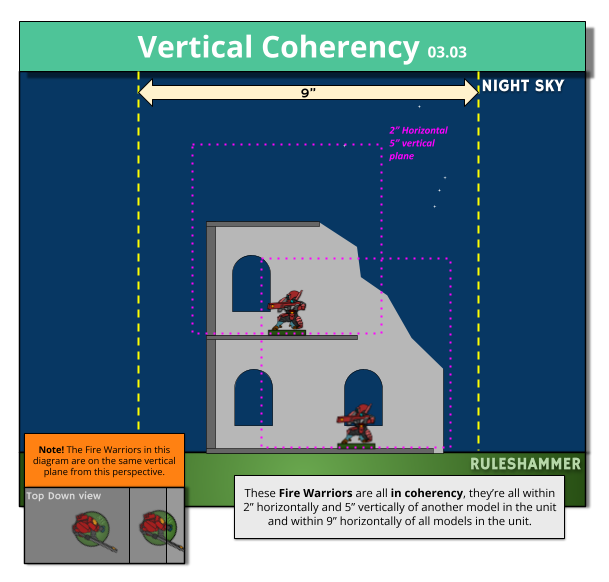 Vertical Coherency 03.03
9"
NIGHT SKY
2” Horizontal
5” vertical
plane
Note! The Fire Warriors in this
diagram are on the same vertical
plane from this perspective.
RULESHAMMER
Top Down view
These Fire Warriors are all in coherency, they’re all within
2” horizontally and 5” vertically of another model in the unit
and within 9” horizontally of all models in the unit.